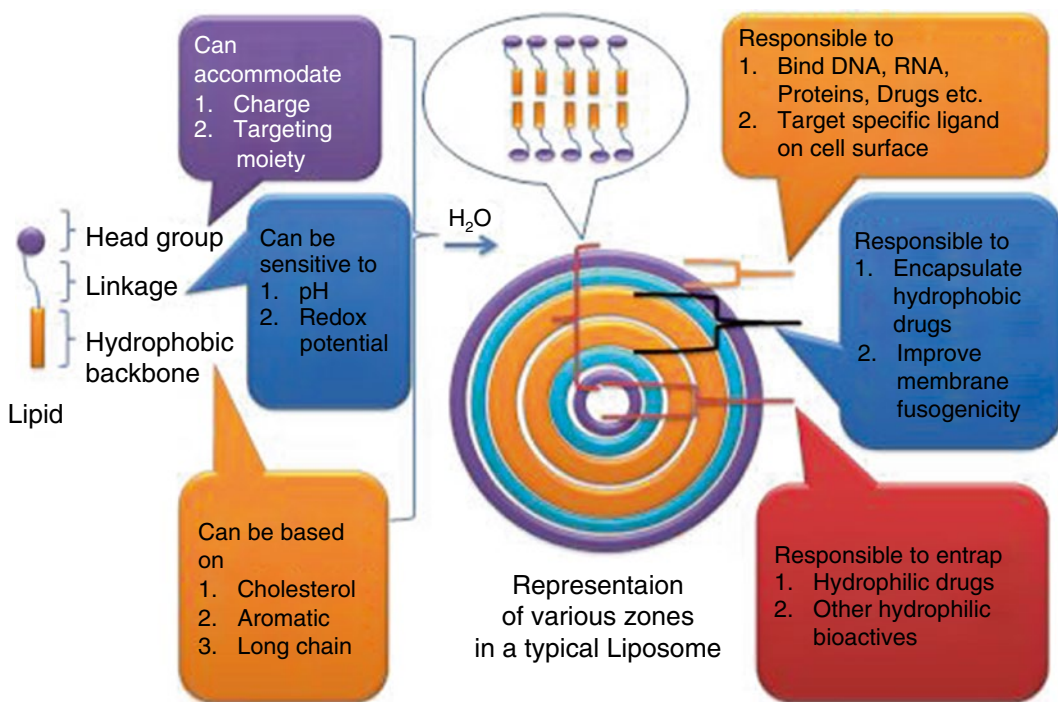 Can
accommodate
1. Charge
2. Targeting
moiety
Head group
Linkage
Hydrophobic
backbone
Lipid
Can be
sensitive to
1. pH
2. Redox
potential
Can be based
on
1. Cholesterol
2. Aromatic
3. Long chain
H₂O
Representaion
of various zones
in a typical Liposome
Responsible to
1. Bind DNA, RNA,
Proteins, Drugs etc.
2. Target specific ligand
on cell surface
Responsible to
1. Encapsulate
hydrophobic
drugs
2. Improve
membrane
fusogenicity
Responsible to entrap
1. Hydrophilic drugs
2. Other hydrophilic
bioactives